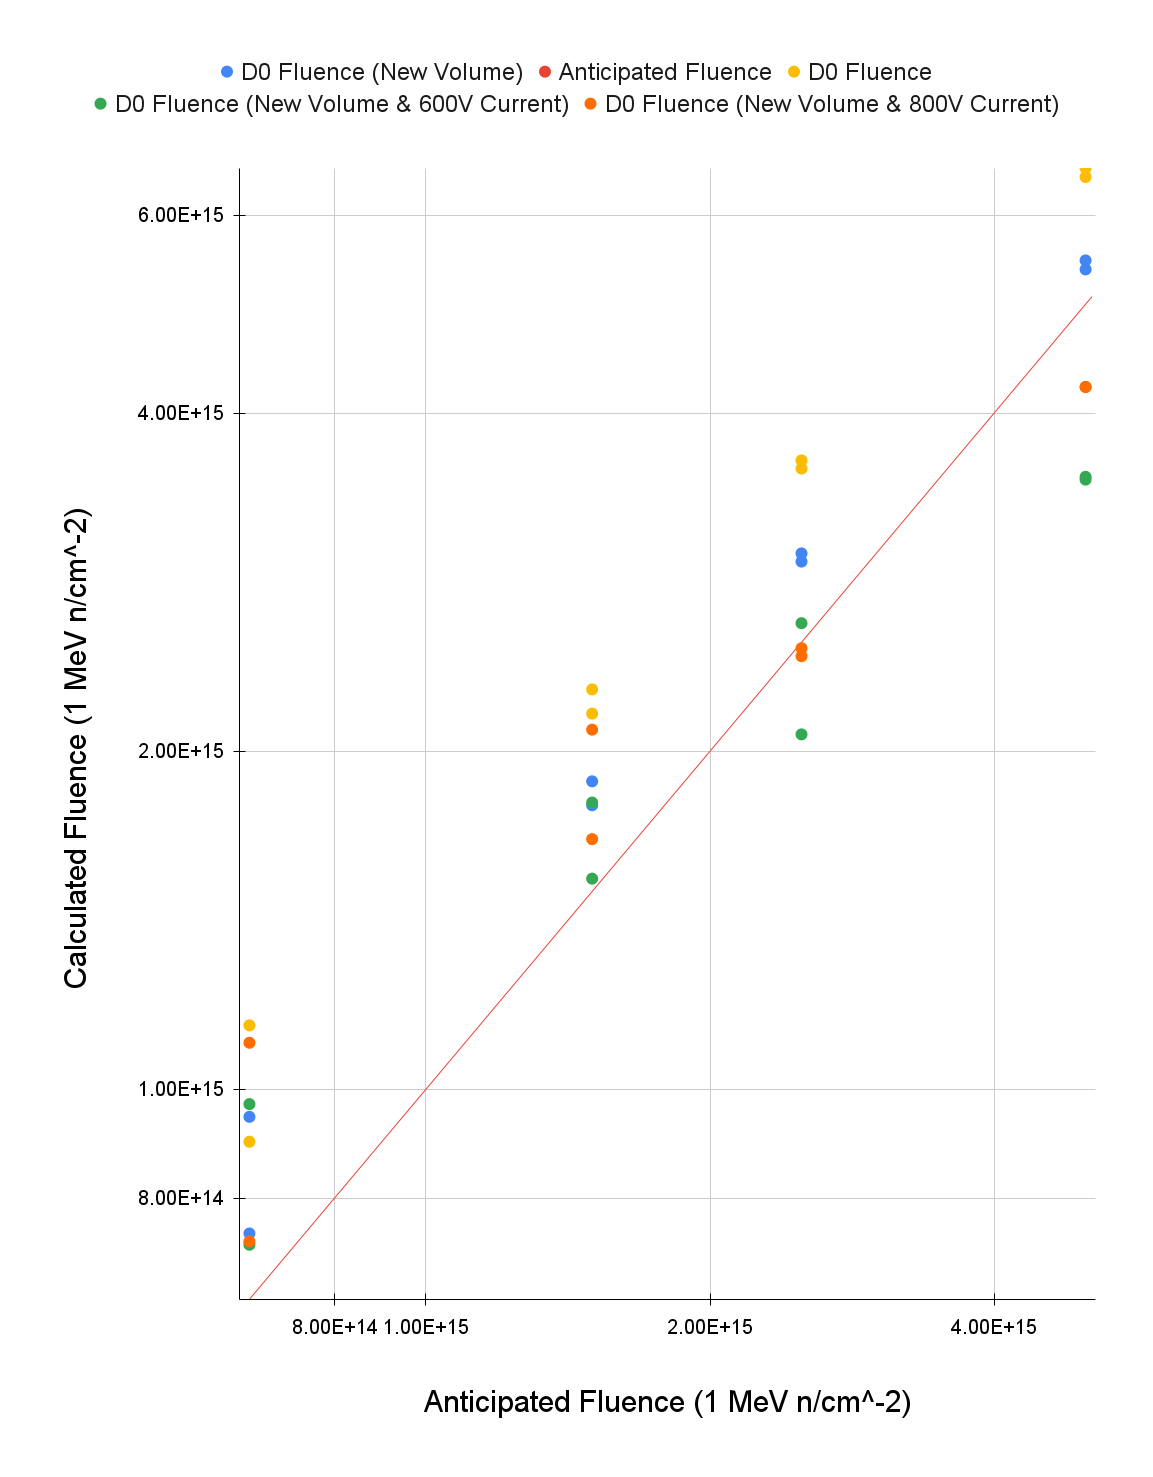 D0 Fluence (New Volume) Anticipated Fluence D0 Fluence
D0 Fluence (New Volume & 600V Current) D0 Fluence (New Volume & 800V Current)
6.00E+15
4.00E+15
2.00E+15
1.00E+15
8.00E+14
Calculated Fluence (1 MeV n/cm^-2)
8.00E+14 1.00E+15 2.00E+15 4.00E+15
Anticipated Fluence (1 MeV n/cm^-2)